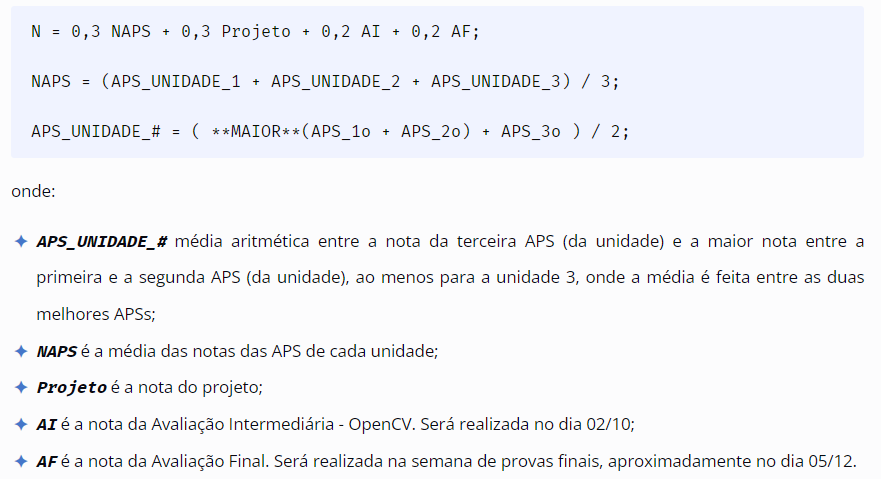 N = 0,3 NAPS + 0,3 Projeto + 0,2 AI + 0,2 AF;
NAPS = (APS_UNIDADE_1 + APS_UNIDADE_2 + APS_UNIDADE_3) / 3;
APS_UNIDADE_# = ( **MAIOR**(APS_1o + APS_2o) + APS_3o ) / 2;
onde:
✦ APS_UNIDADE_# média aritmética entre a nota da terceira APS (da unidade) e a maior nota entre a
primeira e a segunda APS (da unidade), ao menos para a unidade 3, onde a média é feita entre as duas
melhores APSs;
✦ NAPS é a média das notas das APS de cada unidade;
✦ Projeto é a nota do projeto;
✦ AI é a nota da Avaliação Intermediária - OpenCV. Será realizada no dia 02/10;
✦ AF é a nota da Avaliação Final. Será realizada na semana de provas finais, aproximadamente no dia 05/12.